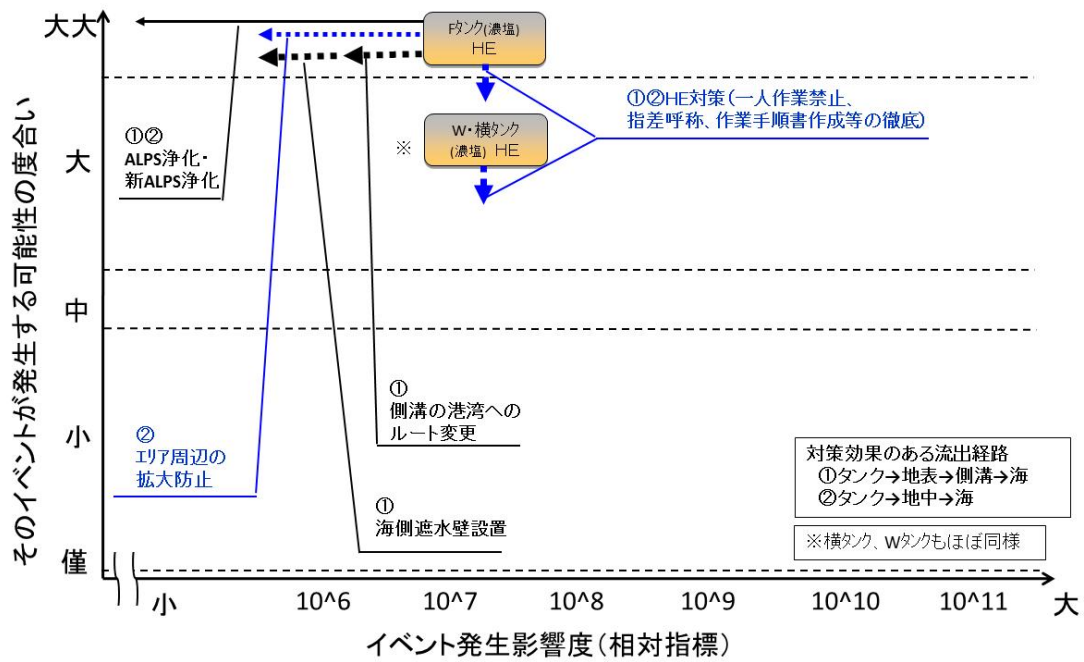 大大
Fタンク(濃塩)
HE
①②HE対策(一人作業禁止、
指差呼称、作業手順書作成等の徹底)
①②
ALPS浄化・
新ALPS浄化
※
W・横タンク
(濃塩) HE
大
中
小
僅
そのイベントが発生する可能性の度合い
①
側溝の港湾への
ルート変更
②
エリア周辺の
拡大防止
①
海側遮水壁設置
対策効果のある流出経路
①タンク→地表→側溝→海
②タンク→地中→海
※横タンク、Wタンクもほぼ同様
小 10^6 10^7 10^8 10^9 10^10 10^11 大
イベント発生影響度(相対指標)